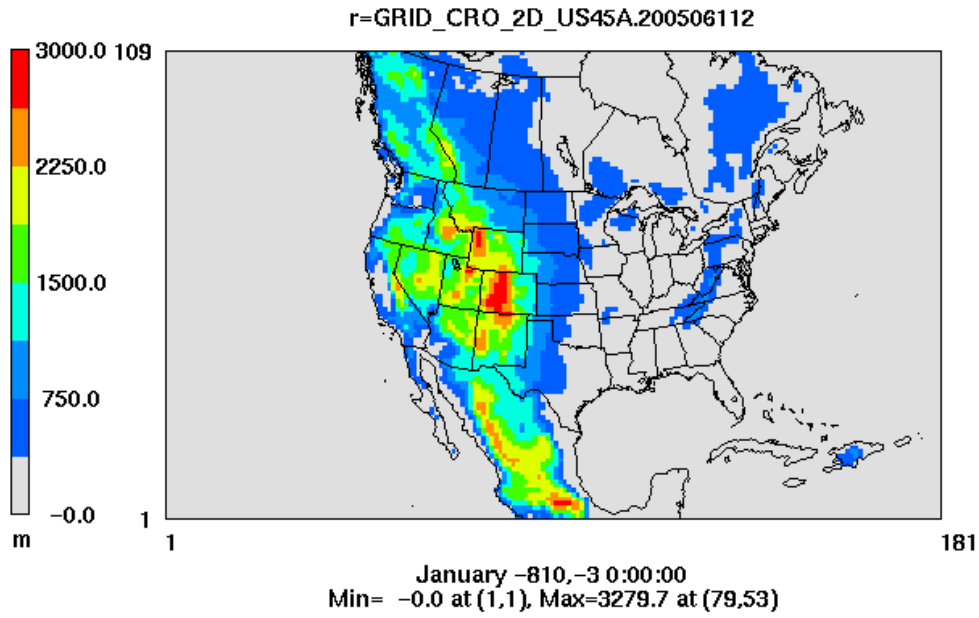 r=GRID_CRO_2D_US45A.200506112
3000.0
109
2250.0
1500.0
750.0
−0.0
1
m
1
181
January −810,−3 0:00:00
Min= −0.0 at (1,1), Max=3279.7 at (79,53)